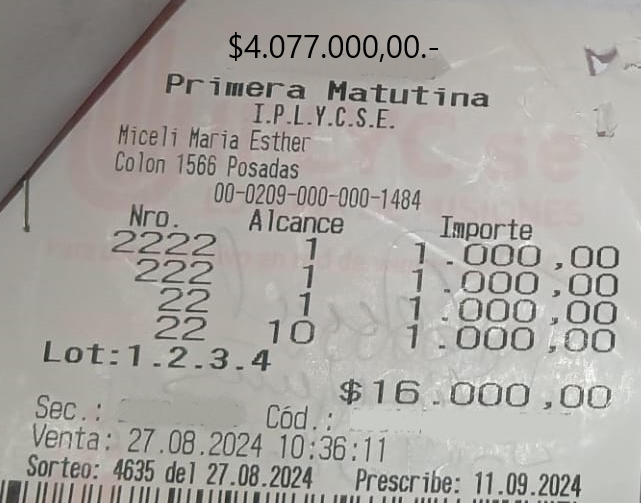 $4.077.000,00.-
Primera Matutina
I.P.L.Y.C.S.E.
Miceli Maria Esther
Colon 1566 Posadas
00-0209-000-000-1484
Nro. Alcance Importe
2222 1 1.000,00
222 1 1.000,00
22 1 1.000,00
22 10 1.000,00
Lot:1.2.3.4
$16.000,00
Sec.: Cód.:
Venta: 27.08.2024 10:36:11
Sorteo: 4635 del 27.08.2024 Prescribe: 11.09.2024